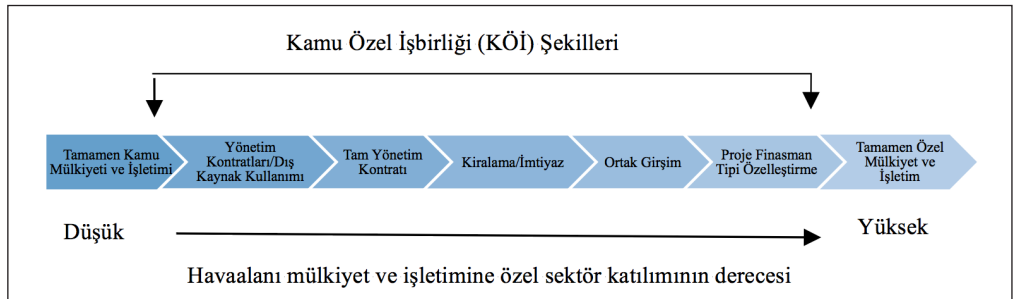 Kamu Özel İşbirliği (KÖİ) Şekilleri
Tamamen Kamu
Mülkiyeti ve İşletimi
Yönetim
Kontratları/Dış
Kaynak Kullanımı
Tam Yönetim
Kontratı
Kiralama/İmtiyaz
Ortak Girşim
Proje Finasman
Tipi Özelleştirme
Tamamen Özel
Mülkiyet ve
İşletim
Düşük
Yüksek
Havaalanı mülkiyet ve işletimine özel sektör katılımının derecesi